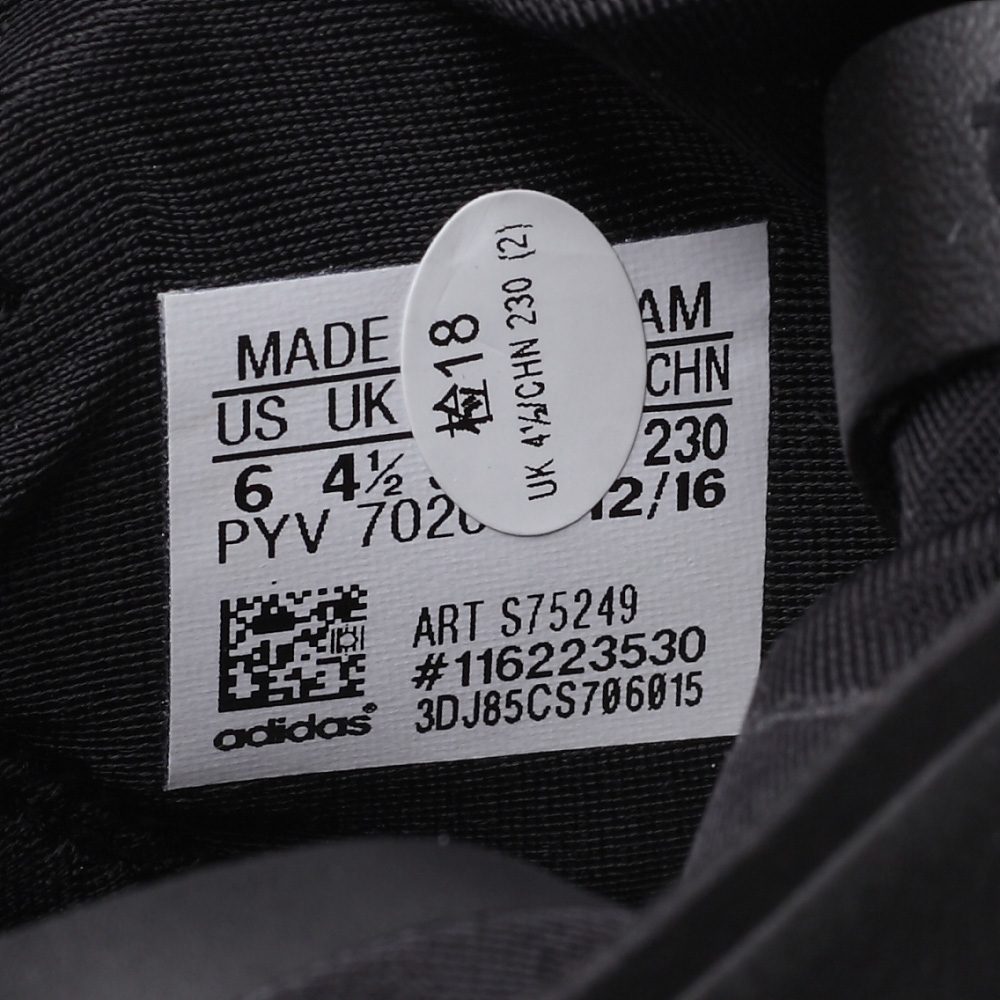 MADE AM
US UK CHN
6 4½ 230
PYV 702 12/16
ART S75249
#116223530
3DJ85CS706015
adidas®
检18
UK 4½/CHN 230 (2)